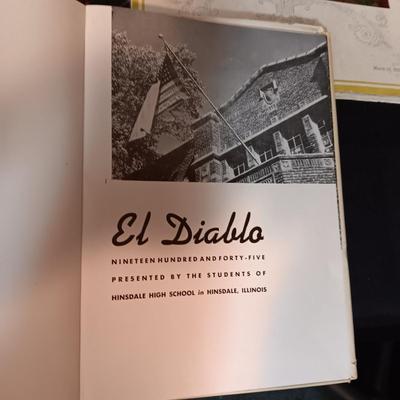 El Diablo
NINETEEN HUNDRED AND FORTY-FIVE
PRESENTED BY THE STUDENTS OF
HINSDALE HIGH SCHOOL in HINSDALE, ILLINOIS